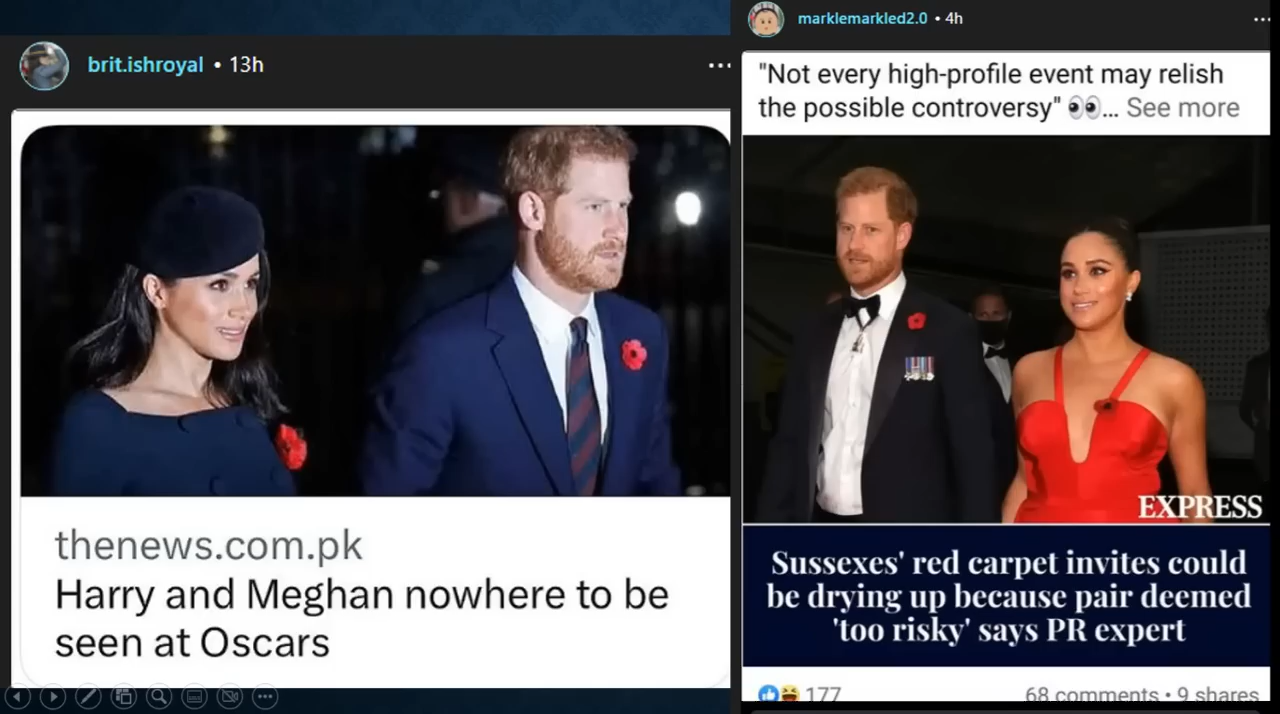 brit.ishroyal • 13h
thenews.com.pk
Harry and Meghan nowhere to be
seen at Oscars
marklemarkled2.0 • 4h
"Not every high-profile event may relish
the possible controversy" 👀... See more
EXPRESS
Sussexes' red carpet invites could
be drying up because pair deemed
'too risky' says PR expert
177
68 comments • 9 shares